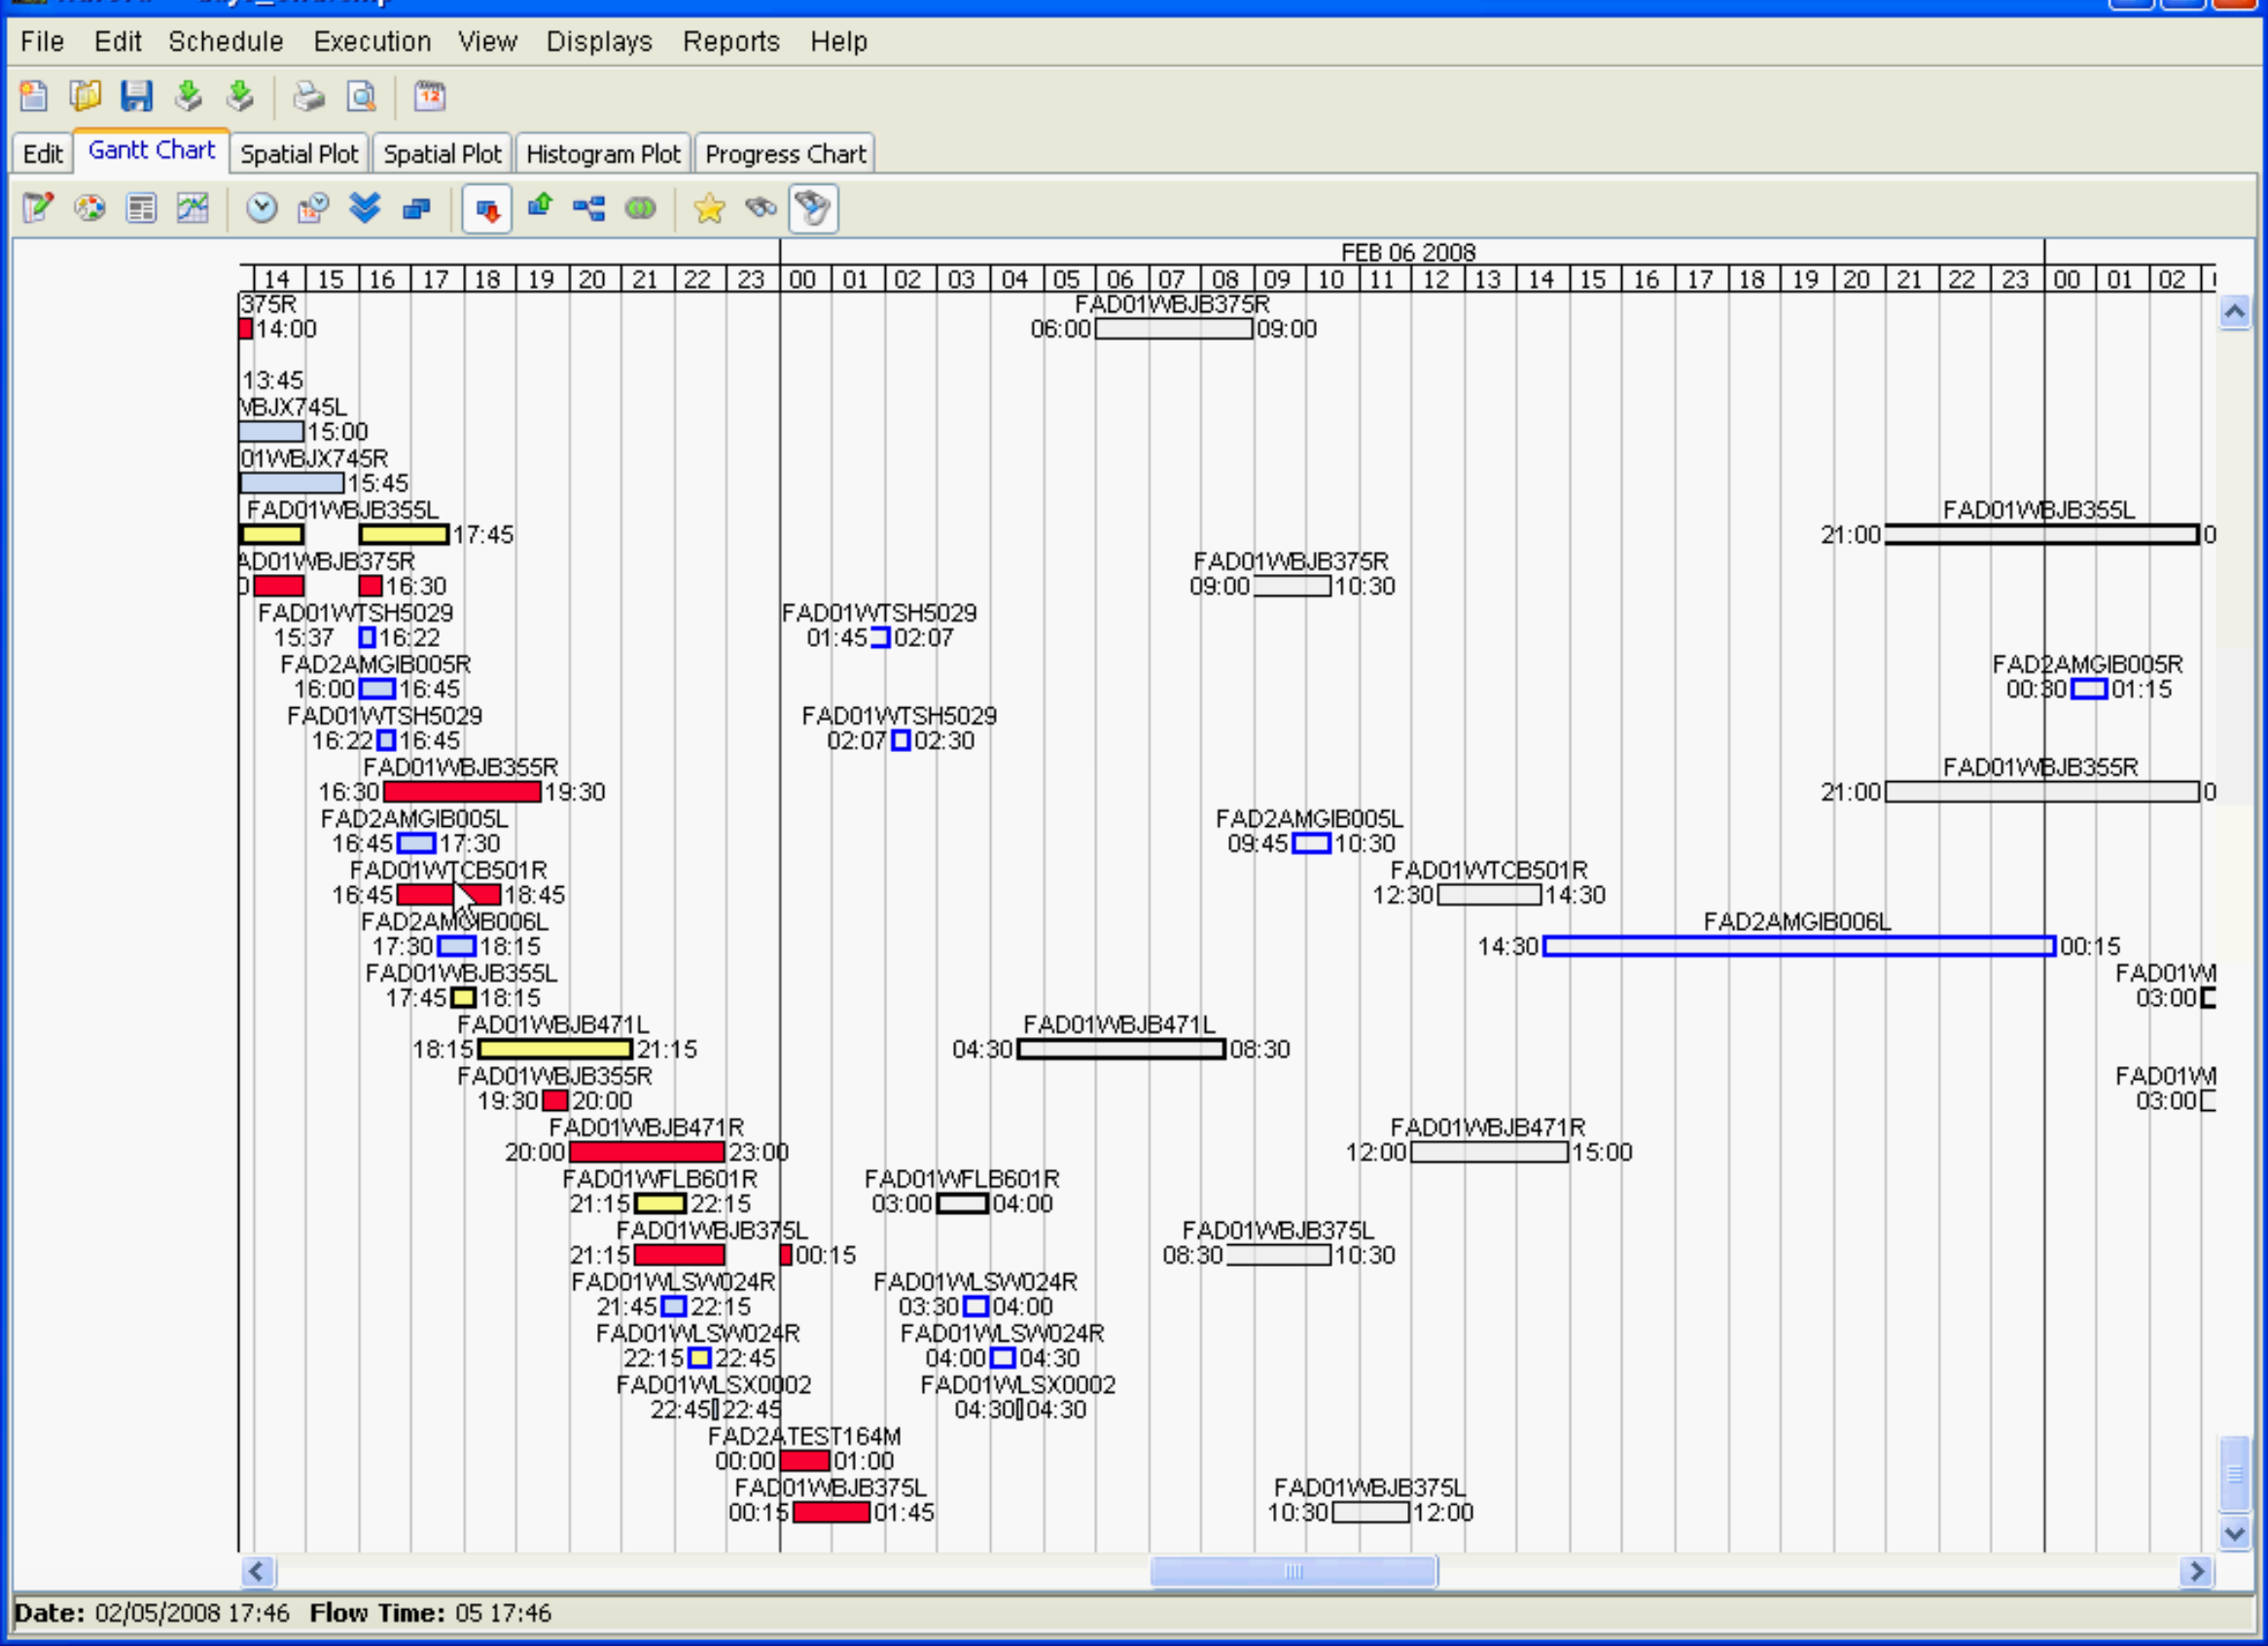 File Edit Schedule Execution View Displays Reports Help
12
Edit Gantt Chart Spatial Plot Spatial Plot Histogram Plot Progress Chart
12
FEB 06 2008
14 15 16 17 18 19 20 21 22 23 00 01 02 03 04 05 06 07 08 09 10 11 12 13 14 15 16 17 18 19 20 21 22 23 00 01 02
375R FAD01WBJB375R
14:00 06:00 09:00
13:45
WBJX745L
15:00
01WBJX745R
15:45
FAD01WBJB355L FAD01WBJB355L
17:45 21:00 0
AD01WBJB375R FAD01WBJB375R
0 16:30 09:00 10:30
FAD01WTSH5029 FAD01WTSH5029
15:37 16:22 01:45 02:07
FAD2AMGIB005R FAD2AMGIB005R
16:00 16:45 00:30 01:15
FAD01WTSH5029 FAD01WTSH5029
16:22 16:45 02:07 02:30
FAD01WBJB355R FAD01WBJB355R
16:30 19:30 21:00 0
FAD2AMGIB005L FAD2AMGIB005L
16:45 17:30 09:45 10:30
FAD01WTCB501R FAD01WTCB501R
16:45 18:45 12:30 14:30
FAD2AMGIB006L FAD2AMGIB006L
17:30 18:15 14:30 00:15
FAD01WBJB355L FAD01W
17:45 18:15 03:00
FAD01WBJB471L FAD01WBJB471L
18:15 21:15 04:30 08:30
FAD01WBJB355R FAD01W
19:30 20:00 03:00
FAD01WBJB471R FAD01WBJB471R
20:00 23:00 12:00 15:00
FAD01WFLB601R FAD01WFLB601R
21:15 22:15 03:00 04:00
FAD01WBJB375L FAD01WBJB375L
21:15 00:15 08:30 10:30
FAD01WLSW024R FAD01WLSW024R
21:45 22:15 03:30 04:00
FAD01WLSW024R FAD01WLSW024R
22:15 22:45 04:00 04:30
FAD01WLSX0002 FAD01WLSX0002
22:45 22:45 04:30 04:30
FAD2ATEST164M
00:00 01:00
FAD01WBJB375L FAD01WBJB375L
00:15 01:45 10:30 12:00
Date: 02/05/2008 17:46 Flow Time: 05 17:46